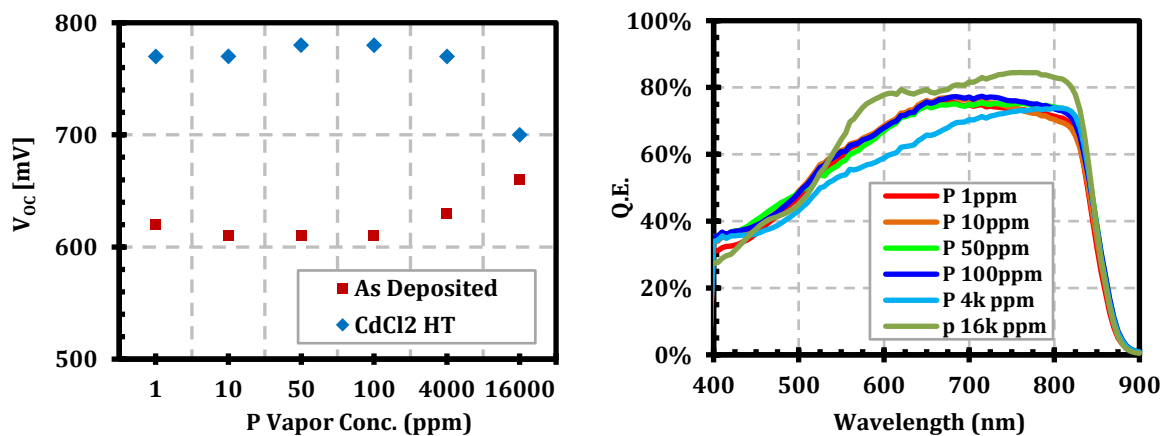 800
700
600
500
V_OC [mV]
As Deposited
CdCl2 HT
1 10 50 100 4000 16000
P Vapor Conc. (ppm)
100%
80%
60%
40%
20%
0%
Q.E.
P 1ppm
P 10ppm
P 50ppm
P 100ppm
P 4k ppm
p 16k ppm
400 500 600 700 800 900
Wavelength (nm)